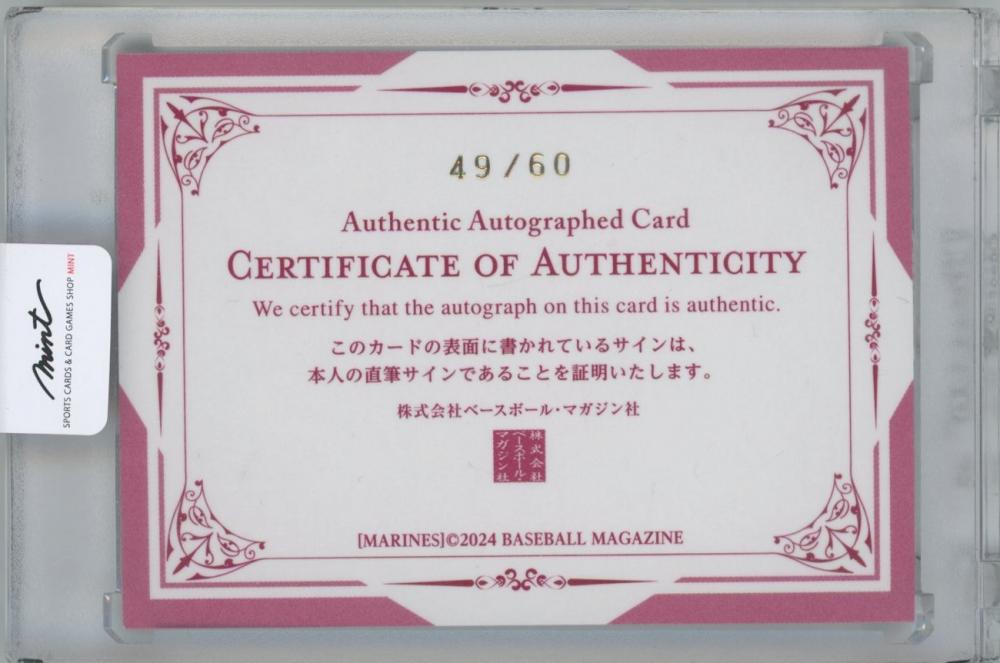 49/60
Authentic Autographed Card
CERTIFICATE OF AUTHENTICITY
We certify that the autograph on this card is authentic.
このカードの表面に書かれているサインは、
本人の直筆サインであることを証明いたします。
株式会社ベースボール・マガジン社
株式会社
ベースボール・
マガジン社
[MARINES]©2024 BASEBALL MAGAZINE
mint
SPORTS CARDS & CARD GAMES SHOP MINT